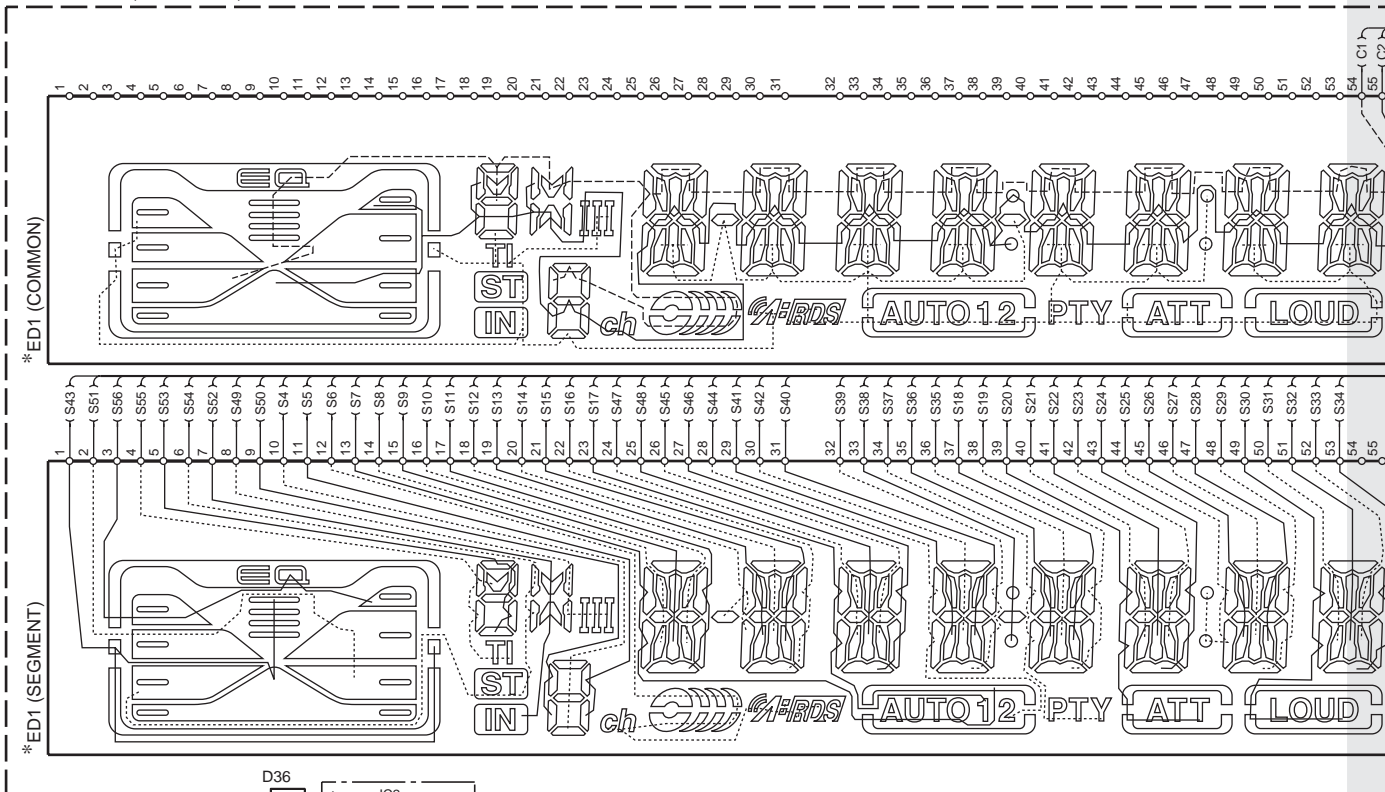 C1
C2
1 2 3 4 5 6 7 8 9 10 11 12 13 14 15 16 17 18 19 20 21 22 23 24 25 26 27 28 29 30 31 32 33 34 35 36 37 38 39 40 41 42 43 44 45 46 47 48 49 50 51 52 53 54 55
*ED1 (COMMON)
EQ
TI
ST
IN
III
ch
RDS
AUTO 12
PTY
ATT
LOUD
S43 S51 S56 S55 S53 S54 S52 S49 S50 S4 S5 S6 S7 S8 S9 S10 S11 S12 S13 S14 S15 S16 S17 S47 S48 S45 S46 S44 S41 S42 S40 S39 S38 S37 S36 S35 S18 S19 S20 S21 S22 S23 S24 S25 S26 S27 S28 S29 S30 S31 S32 S33 S34
1 2 3 4 5 6 7 8 9 10 11 12 13 14 15 16 17 18 19 20 21 22 23 24 25 26 27 28 29 30 31 32 33 34 35 36 37 38 39 40 41 42 43 44 45 46 47 48 49 50 51 52 53 54 55
*ED1 (SEGMENT)
EQ
TI
ST
IN
III
ch
RDS
AUTO 12
PTY
ATT
LOUD
D36